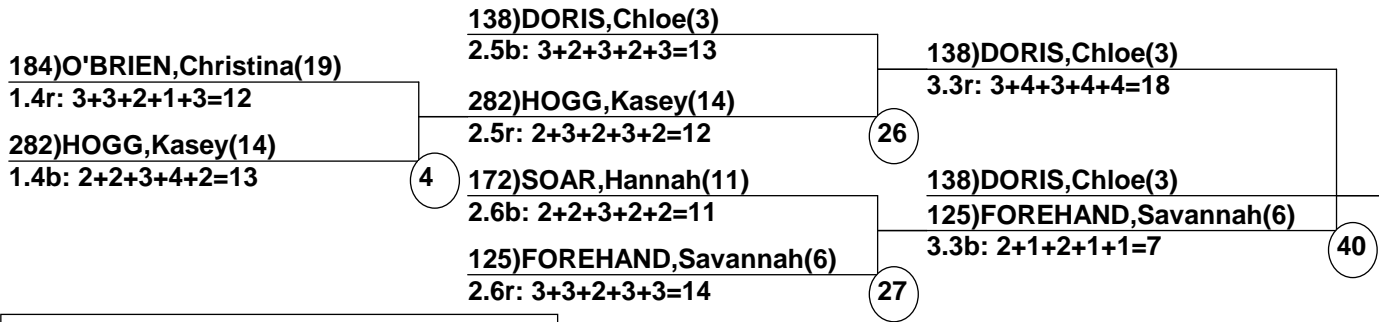 184)O'BRIEN,Christina(19)
1.4r: 3+3+2+1+3=12
282)HOGG,Kasey(14)
1.4b: 2+2+3+4+2=13
4
138)DORIS,Chloe(3)
2.5b: 3+2+3+2+3=13
282)HOGG,Kasey(14)
2.5r: 2+3+2+3+2=12
26
172)SOAR,Hannah(11)
2.6b: 2+2+3+2+2=11
125)FOREHAND,Savannah(6)
2.6r: 3+3+2+3+3=14
27
138)DORIS,Chloe(3)
3.3r: 3+4+3+4+4=18
138)DORIS,Chloe(3)
125)FOREHAND,Savannah(6)
3.3b: 2+1+2+1+1=7
40